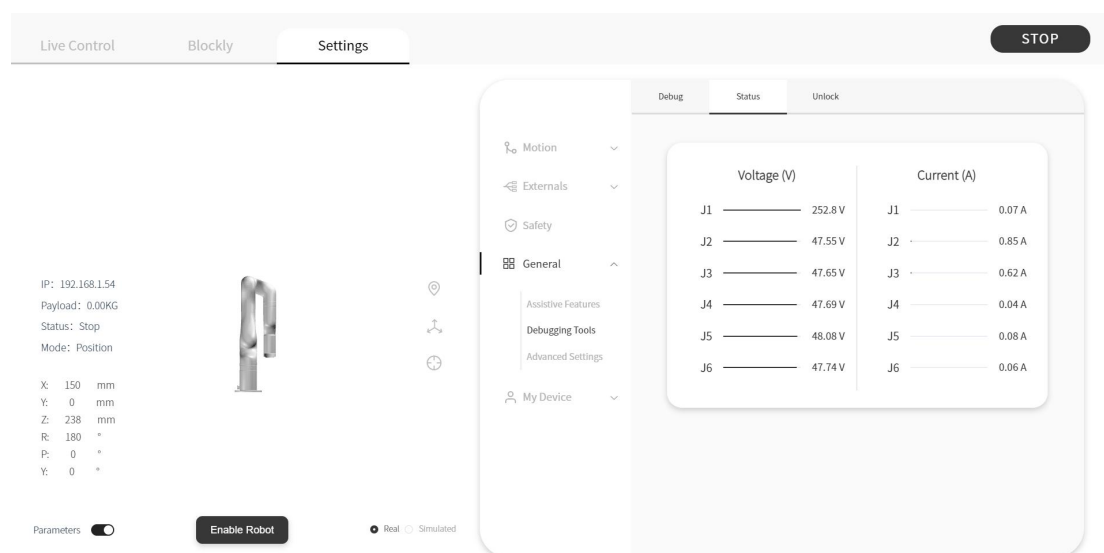 Live Control Blockly Settings STOP
Debug Status Unlock
Motion
Externals
Safety
General
Assistive Features
Debugging Tools
Advanced Settings
My Device
Voltage (V) Current (A)
J1 252.8 V J1 0.07 A
J2 47.55 V J2 0.85 A
J3 47.65 V J3 0.62 A
J4 47.69 V J4 0.04 A
J5 48.08 V J5 0.08 A
J6 47.74 V J6 0.06 A
IP: 192.168.1.54
Payload: 0.00KG
Status: Stop
Mode: Position
X: 150 mm
Y: 0 mm
Z: 238 mm
R: 180 °
P: 0 °
Y: 0 °
Parameters Enable Robot Real Simulated